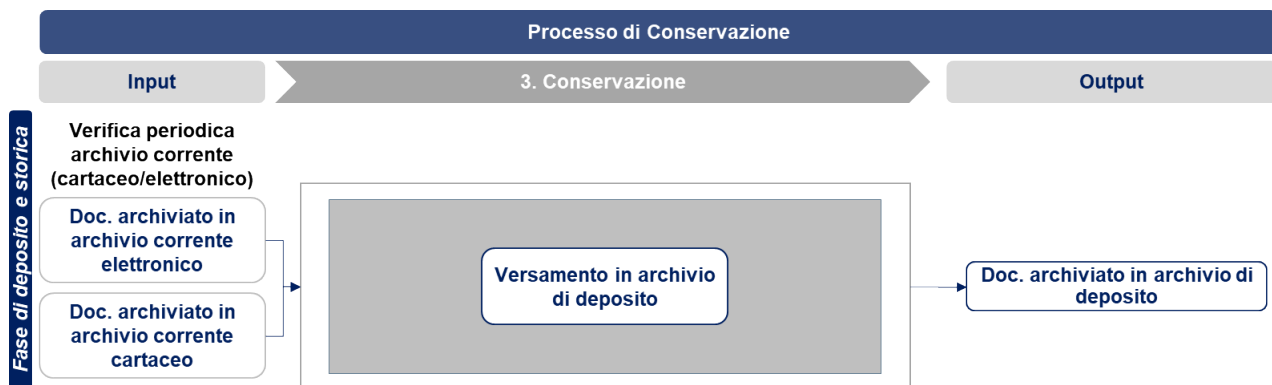 Processo di Conservazione
Input
3. Conservazione
Output
Fase di deposito e storica
Verifica periodica
archivio corrente
(cartaceo/elettronico)
Doc. archiviato in
archivio corrente
elettronico
Doc. archiviato in
archivio corrente
cartaceo
Versamento in archivio
di deposito
Doc. archiviato in archivio di
deposito